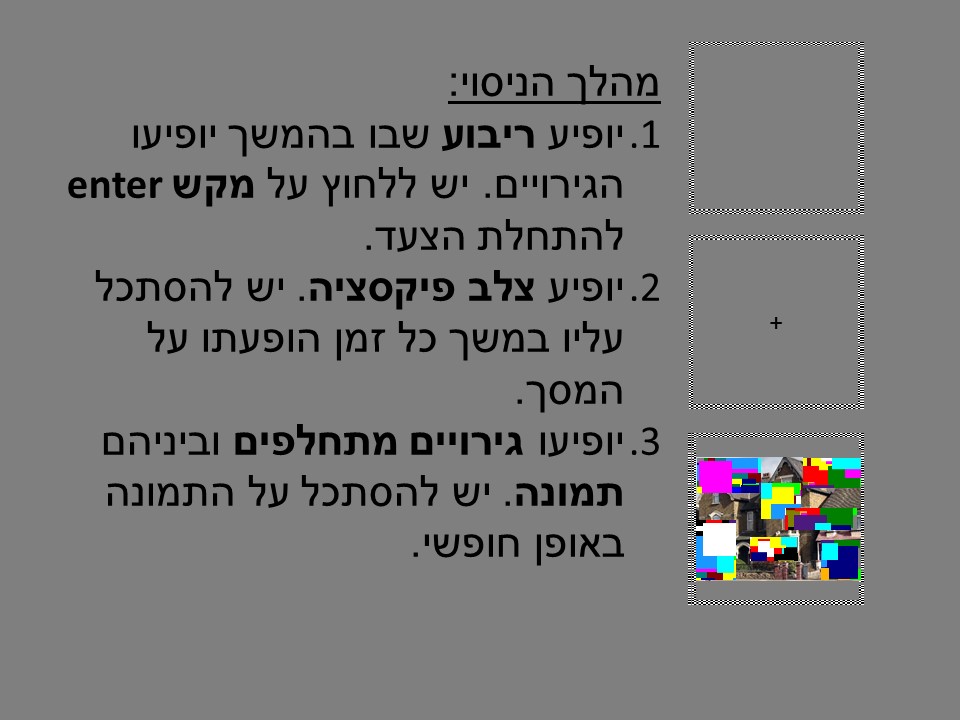 מהלך הניסוי:
1. יופיע ריבוע שבו בהמשך יופיעו
הגירויים. יש ללחוץ על מקש enter
להתחלת הצעד.
2. יופיע צלב פיקסציה. יש להסתכל
עליו במשך כל זמן הופעתו על
המסך.
3. יופיעו גירויים מתחלפים וביניהם
תמונה. יש להסתכל על התמונה
באופן חופשי.